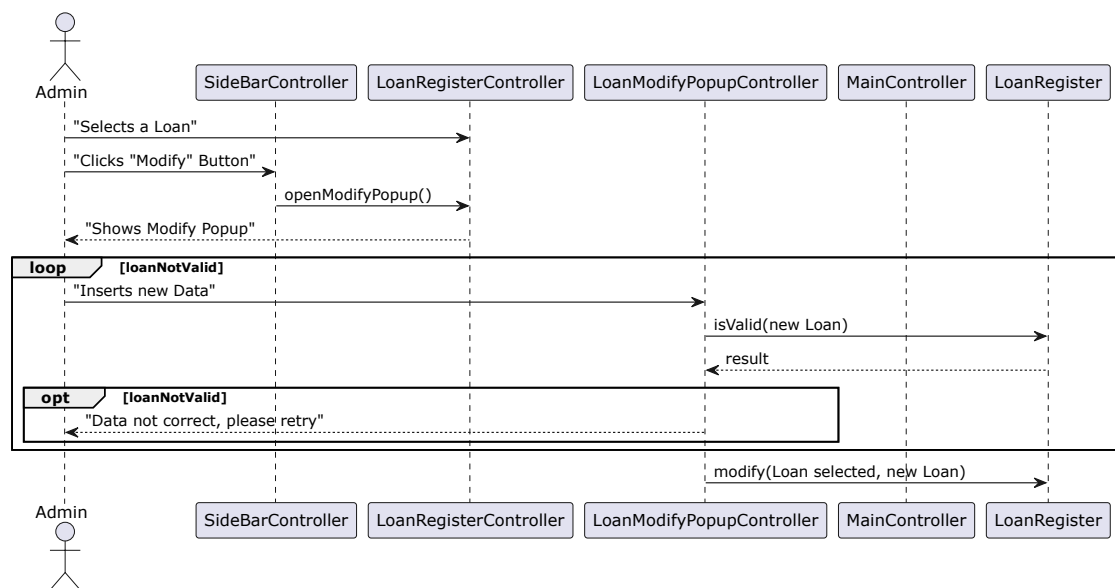 Admin
SideBarController
LoanRegisterController
LoanModifyPopupController
MainController
LoanRegister
"Selects a Loan"
"Clicks "Modify" Button"
openModifyPopup()
"Shows Modify Popup"
loop
[loanNotValid]
"Inserts new Data"
isValid(new Loan)
result
opt
[loanNotValid]
"Data not correct, please retry"
modify(Loan selected, new Loan)
Admin
SideBarController
LoanRegisterController
LoanModifyPopupController
MainController
LoanRegister